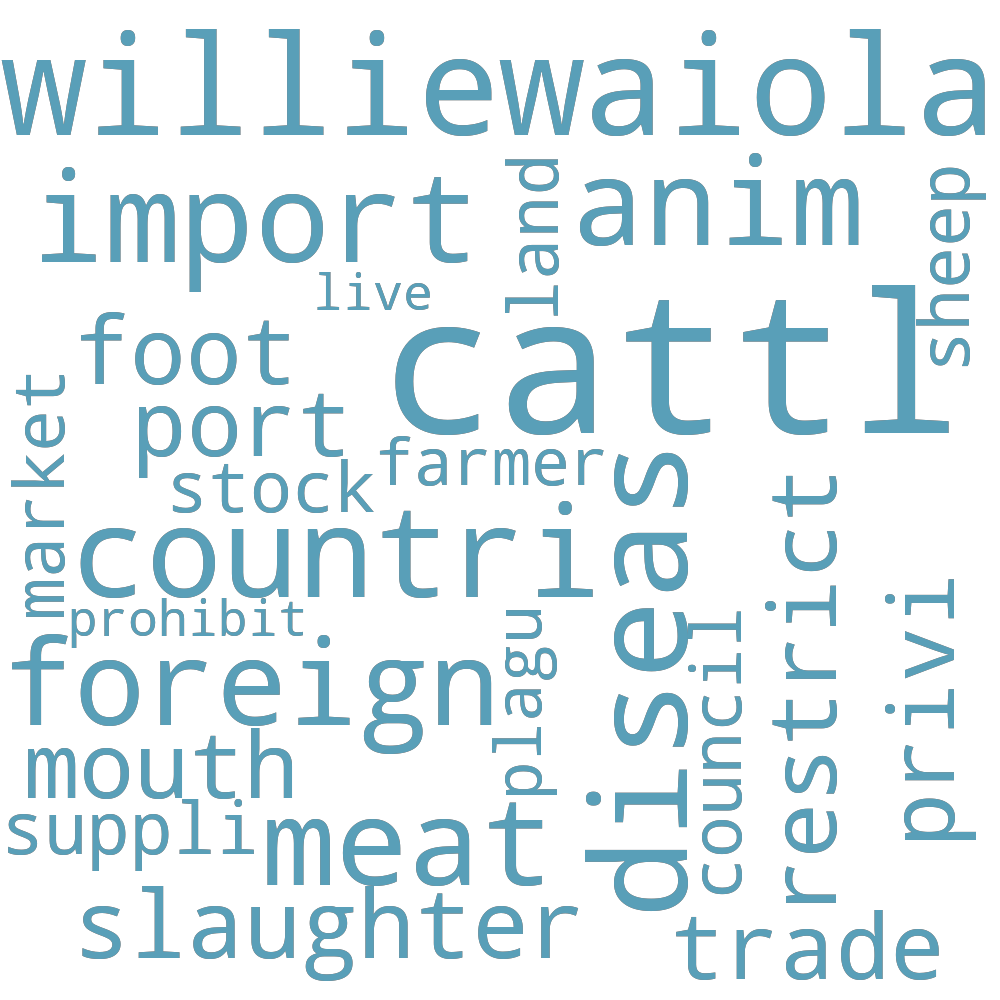 williewaiola
import
land
anim
sheep
live
cattl
foot
port
market
farmer
stock
diseas
countri
restrict
privi
prohibit
plagu
council
foreign
mouth
suppli
meat
slaughter
trade